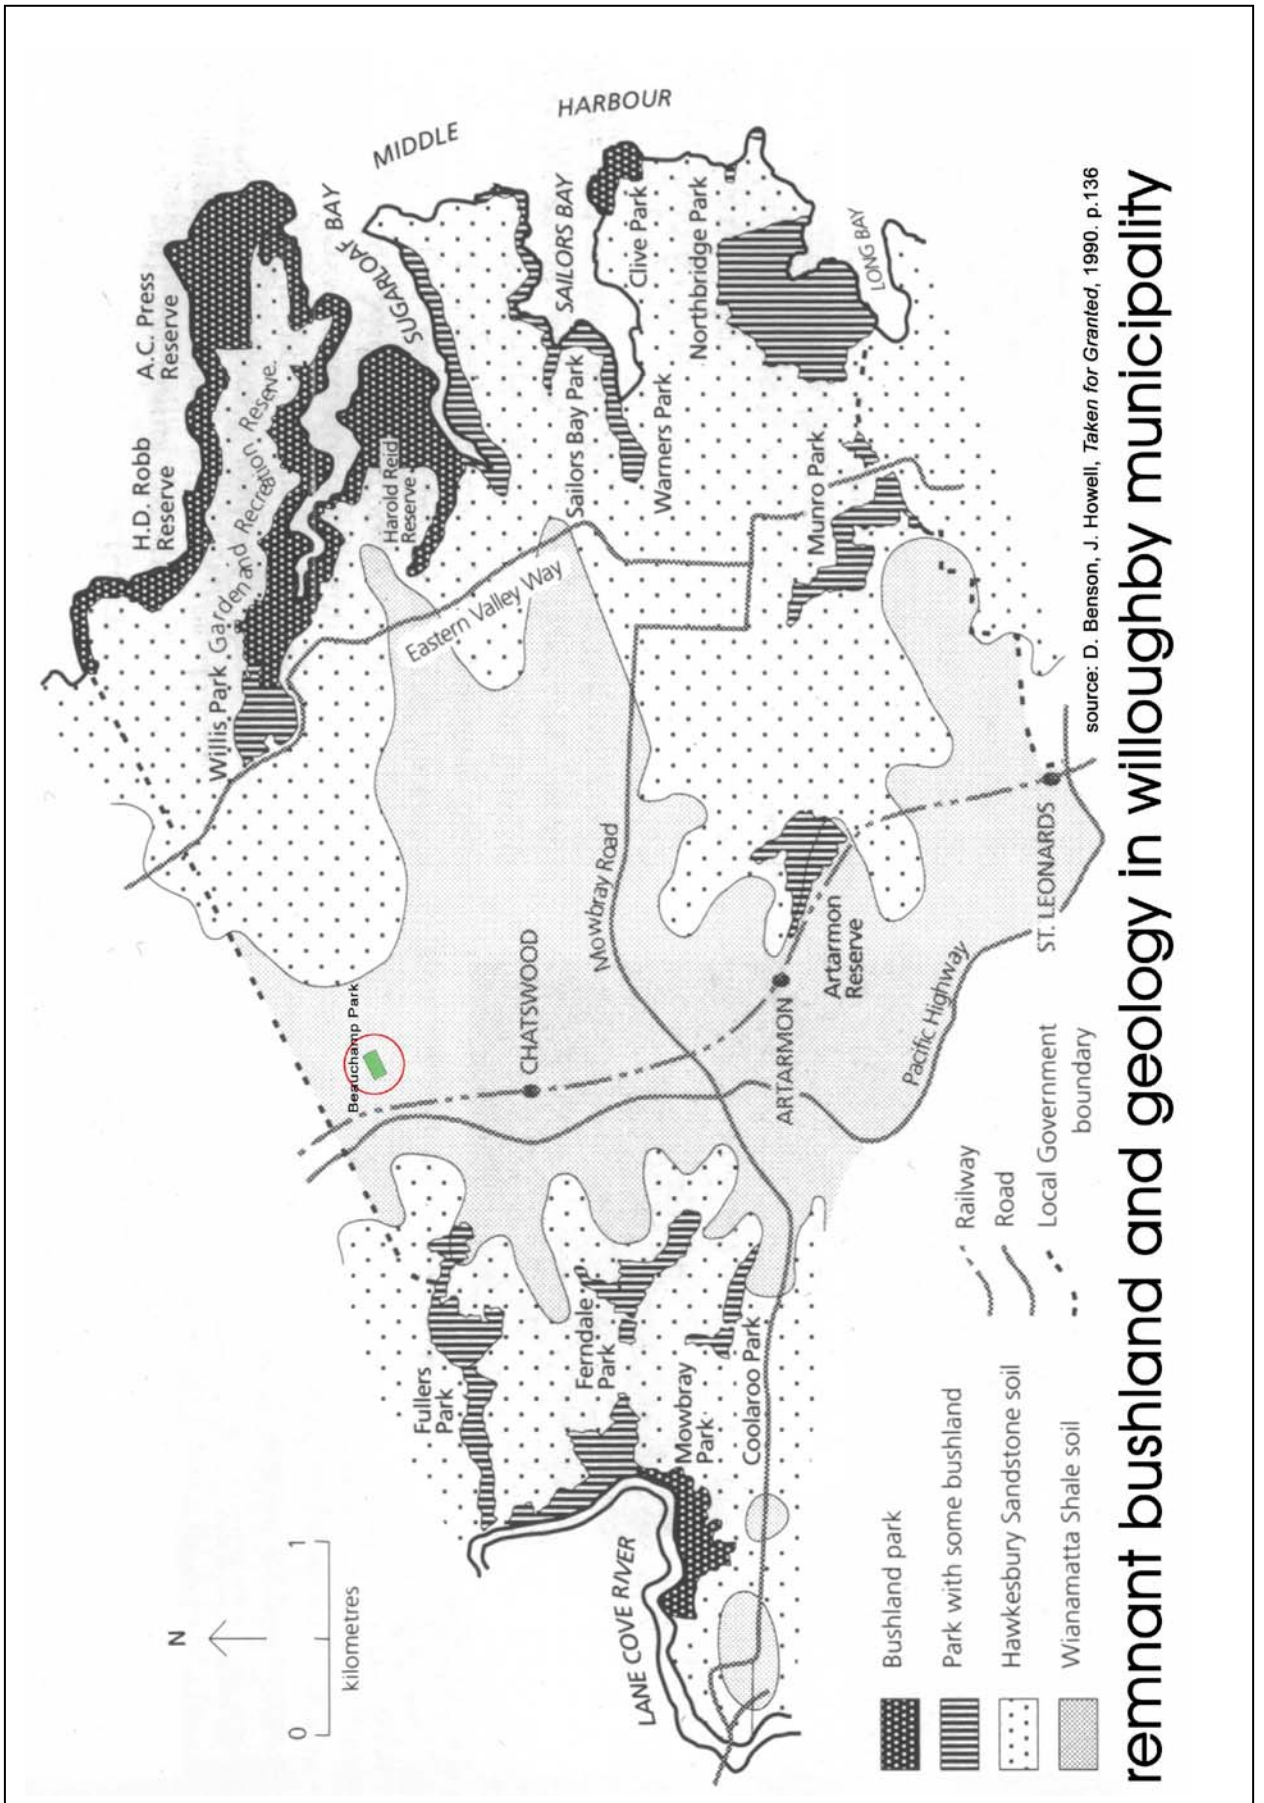 N
0
1
kilometres
H.D. Robb
Reserve
A.C. Press
Reserve
MIDDLE
HARBOUR
SUGARLOAF BAY
Willis Park Garden and Recreation Reserve.
Harold Reid
Reserve
SAILORS BAY
Clive Park
Sailors Bay Park
Warners Park
Northbridge Park
LONG BAY
Munro Park
Eastern Valley Way
Beauchamp Park
CHATSWOOD
Mowbray Road
Artarmon
Reserve
ARTARMON
Pacific Highway
ST. LEONARDS
Fullers
Park
Ferndale
Park
Mowbray
Park
Coolaroo Park
LANE COVE RIVER
Bushland park
Park with some bushland
Hawkesbury Sandstone soil
Wianamatta Shale soil
Railway
Road
Local Government
boundary
source: D. Benson, J. Howell, Taken for Granted, 1990. p.136
remnant bushland and geology in willoughby municipality